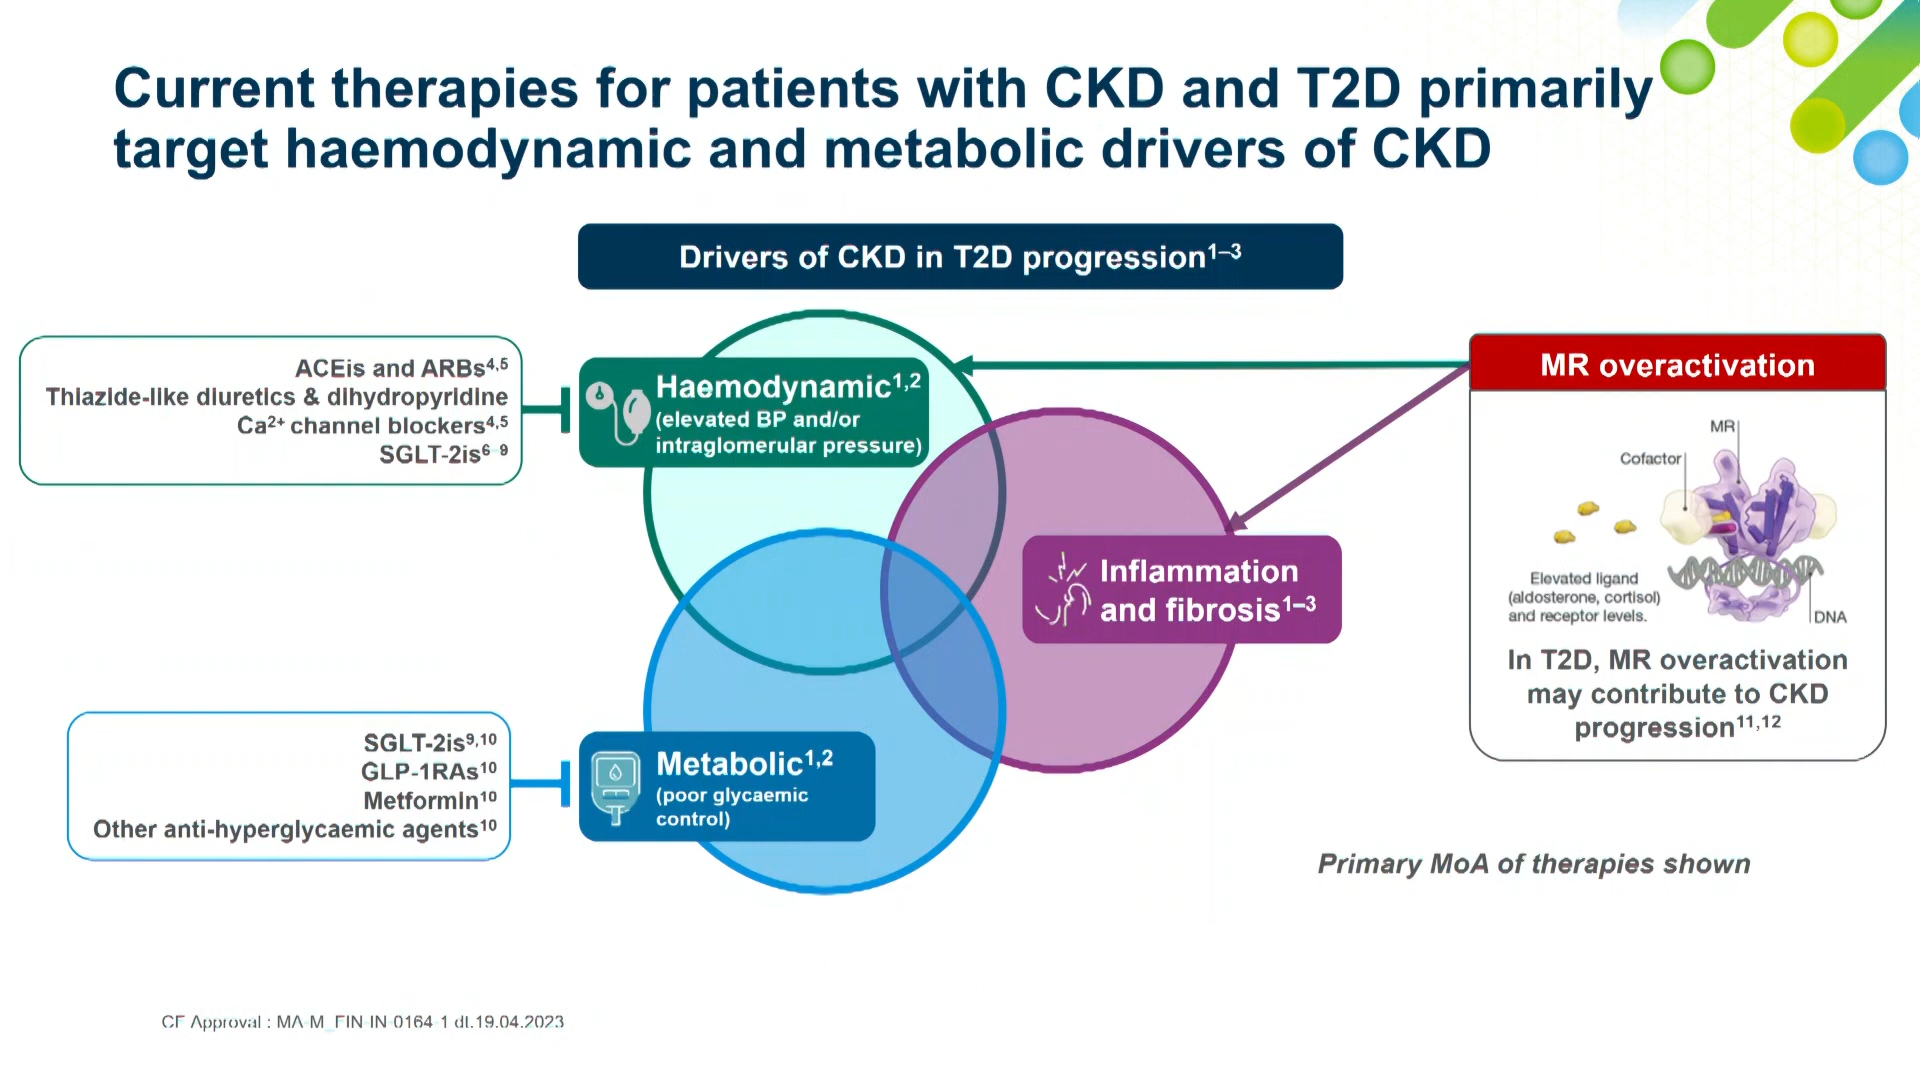 Current therapies for patients with CKD and T2D primarily
target haemodynamic and metabolic drivers of CKD
Drivers of CKD in T2D progression¹⁻³
ACEis and ARBs⁴,⁵
Thiazide-like diuretics & dihydropyridine
Ca²⁺ channel blockers⁴,⁵
SGLT-2is⁶⁻⁹
Haemodynamic¹,²
(elevated BP and/or
intraglomerular pressure)
Inflammation
and fibrosis¹⁻³
SGLT-2is⁹,¹⁰
GLP-1RAs¹⁰
Metformin¹⁰
Other anti-hyperglycaemic agents¹⁰
Metabolic¹,²
(poor glycaemic
control)
MR overactivation
MR
Cofactor
Elevated ligand
(aldosterone, cortisol)
and receptor levels.
DNA
In T2D, MR overactivation
may contribute to CKD
progression¹¹,¹²
Primary MoA of therapies shown
CF Approval : MA-M_FIN-IN-0164-1 dt.19.04.2023